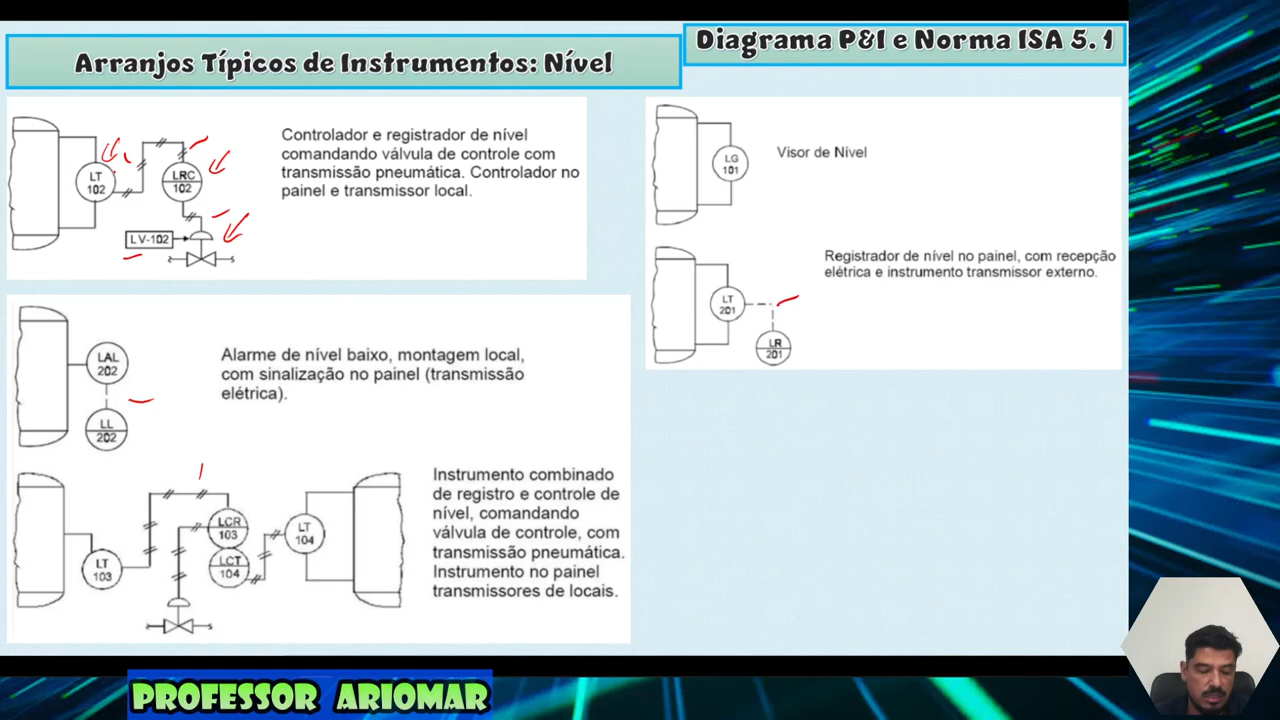 Arranjos Típicos de Instrumentos: Nível
Diagrama P&I e Norma ISA 5.1
LT
102
LRC
102
LV-102
Controlador e registrador de nível
comandando válvula de controle com
transmissão pneumática. Controlador no
painel e transmissor local.
LAL
202
LL
202
Alarme de nível baixo, montagem local,
com sinalização no painel (transmissão
elétrica).
LT
103
LCR
103
LCT
104
LT
104
Instrumento combinado
de registro e controle de
nível, comandando
válvula de controle, com
transmissão pneumática.
Instrumento no painel
transmissores de locais.
LG
101
Visor de Nível
LT
201
LR
201
Registrador de nível no painel, com recepção
elétrica e instrumento transmissor externo.
PROFESSOR ARIOMAR